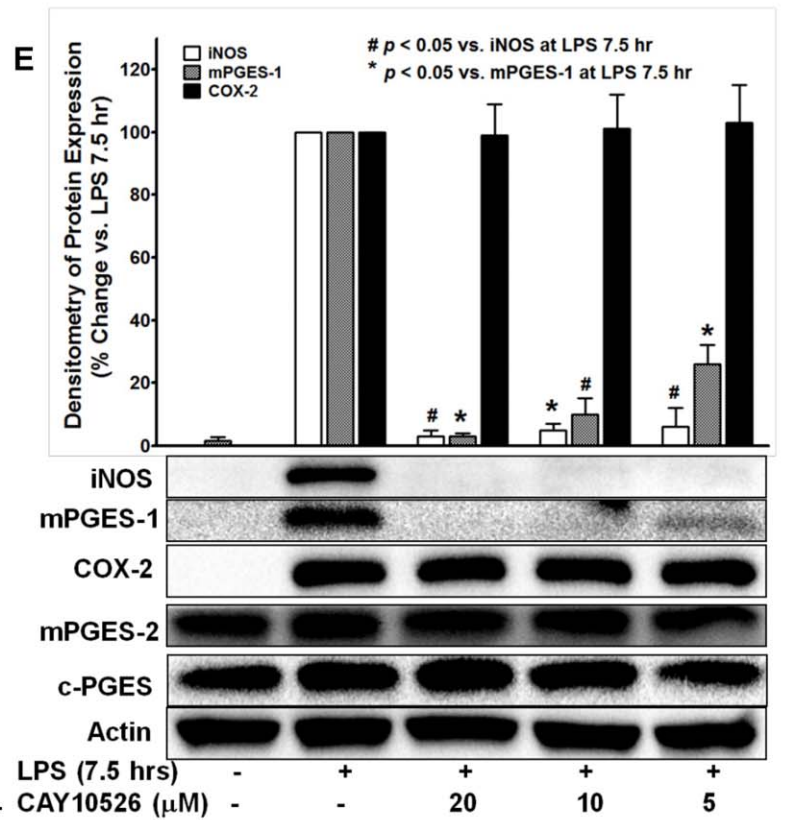 E
Densitometry of Protein Expression
(% Change vs. LPS 7.5 hr)
120
100
80
60
40
20
0
iNOS
mPGES-1
COX-2
# p < 0.05 vs. iNOS at LPS 7.5 hr
* p < 0.05 vs. mPGES-1 at LPS 7.5 hr
# * * # # *
iNOS
mPGES-1
COX-2
mPGES-2
c-PGES
Actin
LPS (7.5 hrs) - + + + +
CAY10526 (µM) - - 20 10 5